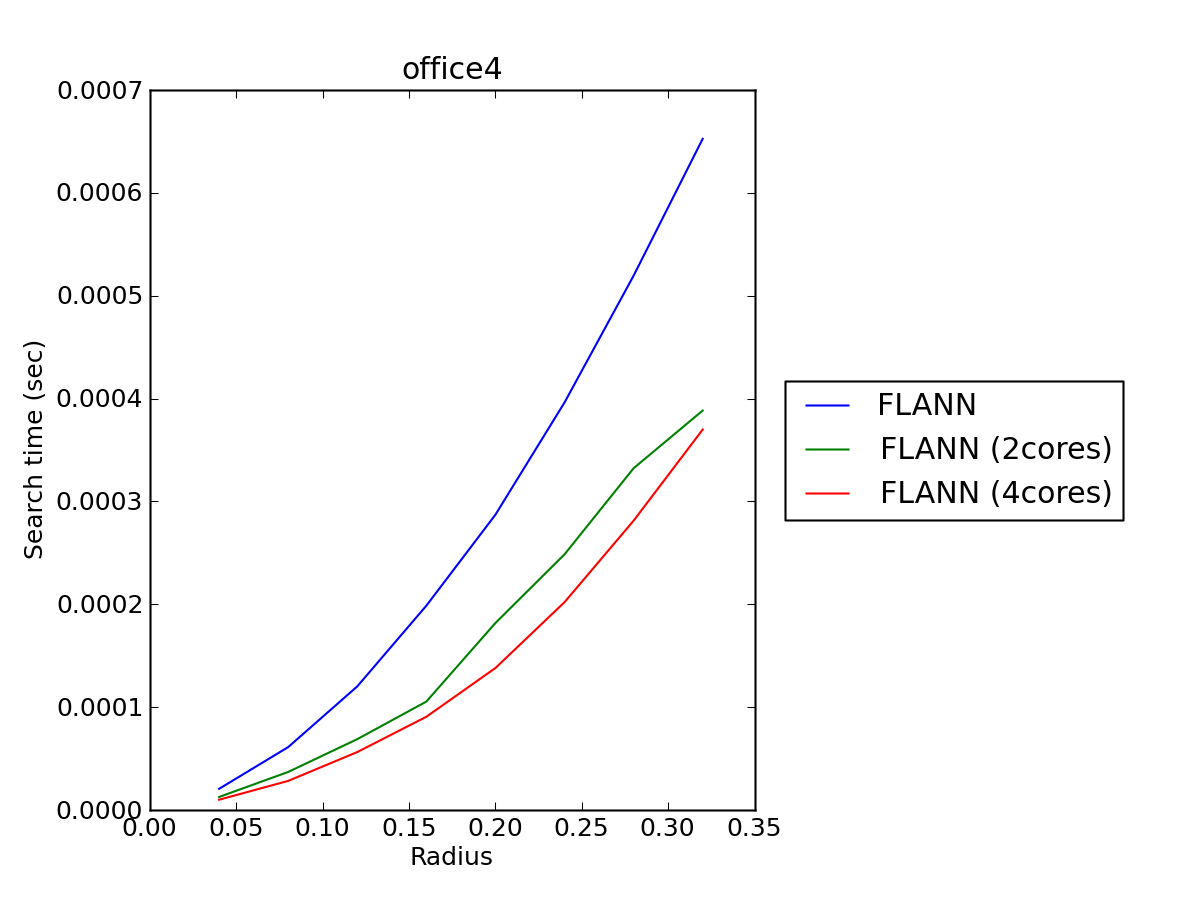 office4
0.0007
0.0006
0.0005
0.0004
0.0003
0.0002
0.0001
0.0000
Search time (sec)
0.00 0.05 0.10 0.15 0.20 0.25 0.30 0.35
Radius
FLANN
FLANN (2cores)
FLANN (4cores)